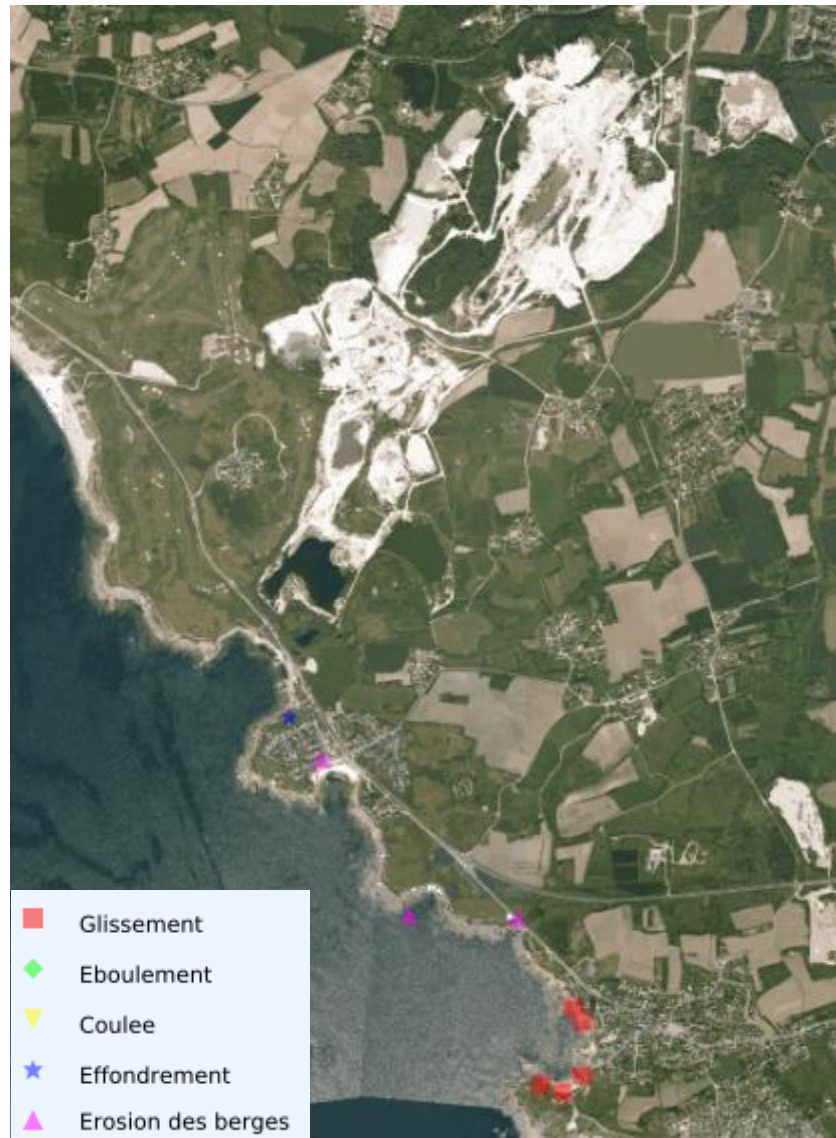 Glissement
Eboulement
Coulee
Effondrement
Erosion des berges